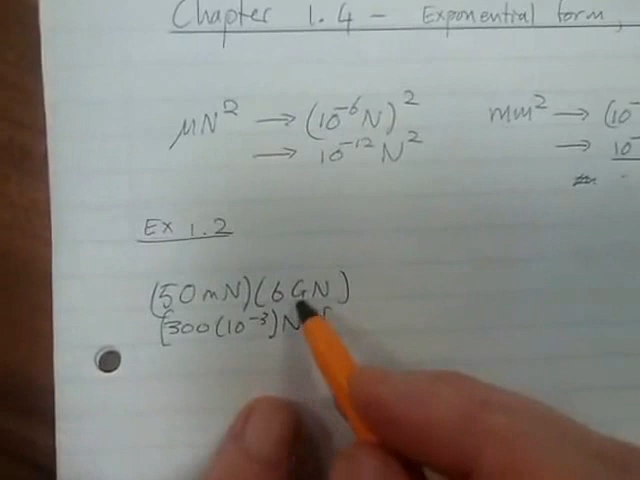 Chapter 1.4 - Exponential form,
μN² → (10⁻⁶N)²
→ 10⁻¹²N²
mm² → (10⁻
→ 10⁻
Ex 1.2
(50mN)(6GN)
[300(10⁻³)N